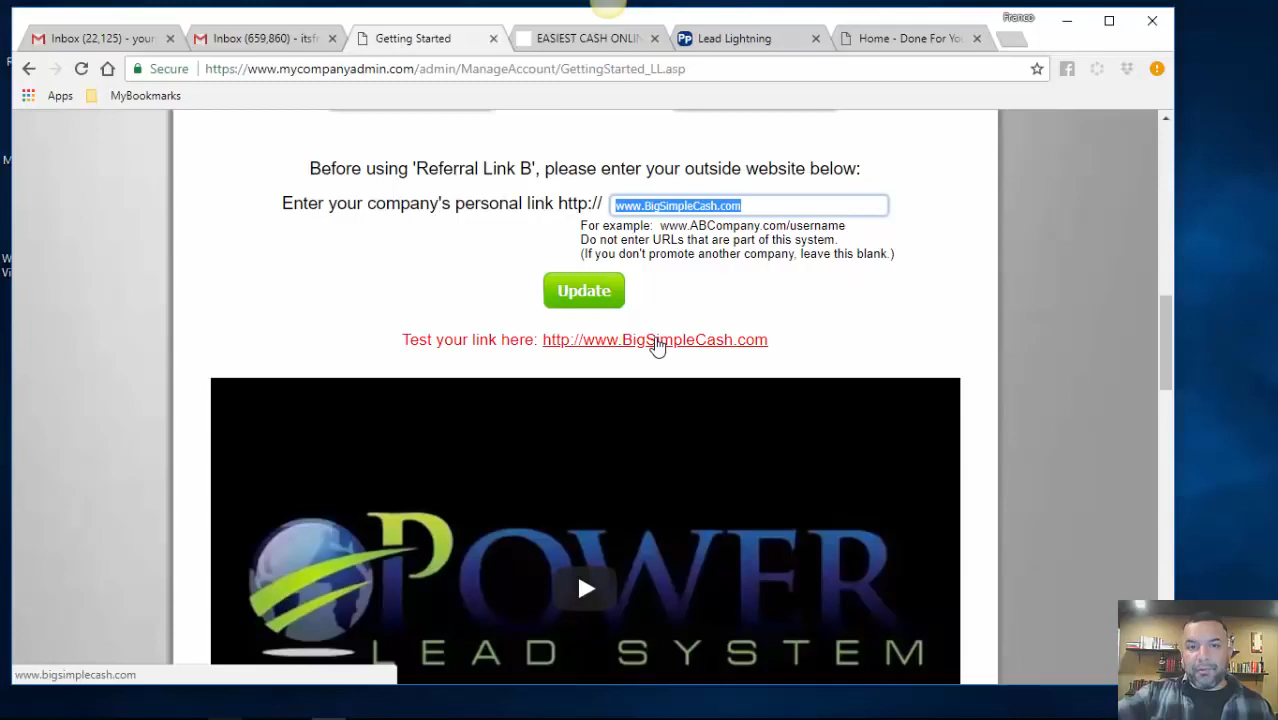 Franco
Inbox (22,125) - your
Inbox (659,860) - itsfr
Getting Started
EASIEST CASH ONLIN
Pp Lead Lightning
Home - Done For You
Secure
https://www.mycompanyadmin.com/admin/ManageAccount/GettingStarted_LL.asp
Apps
MyBookmarks
Before using 'Referral Link B', please enter your outside website below:
Enter your company's personal link http:// www.BigSimpleCash.com
For example: www.ABCompany.com/username
Do not enter URLs that are part of this system.
(If you don't promote another company, leave this blank.)
Update
Test your link here: http://www.BigSimpleCash.com
POWER
LEAD SYSTEM
www.bigsimplecash.com